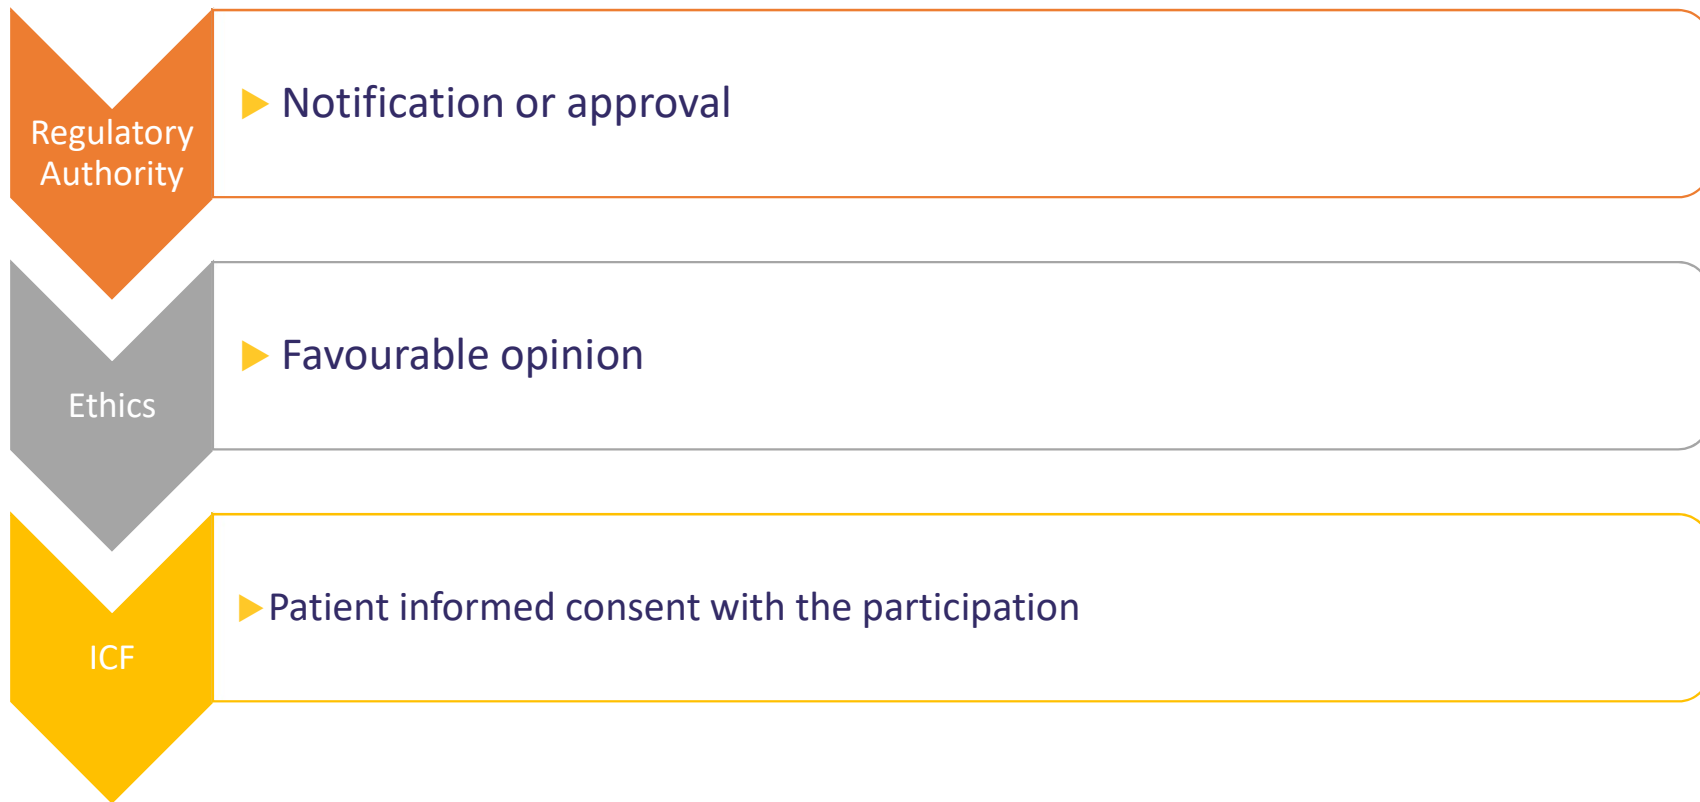 Regulatory
Authority
Notification or approval
Ethics
Favourable opinion
ICF
Patient informed consent with the participation